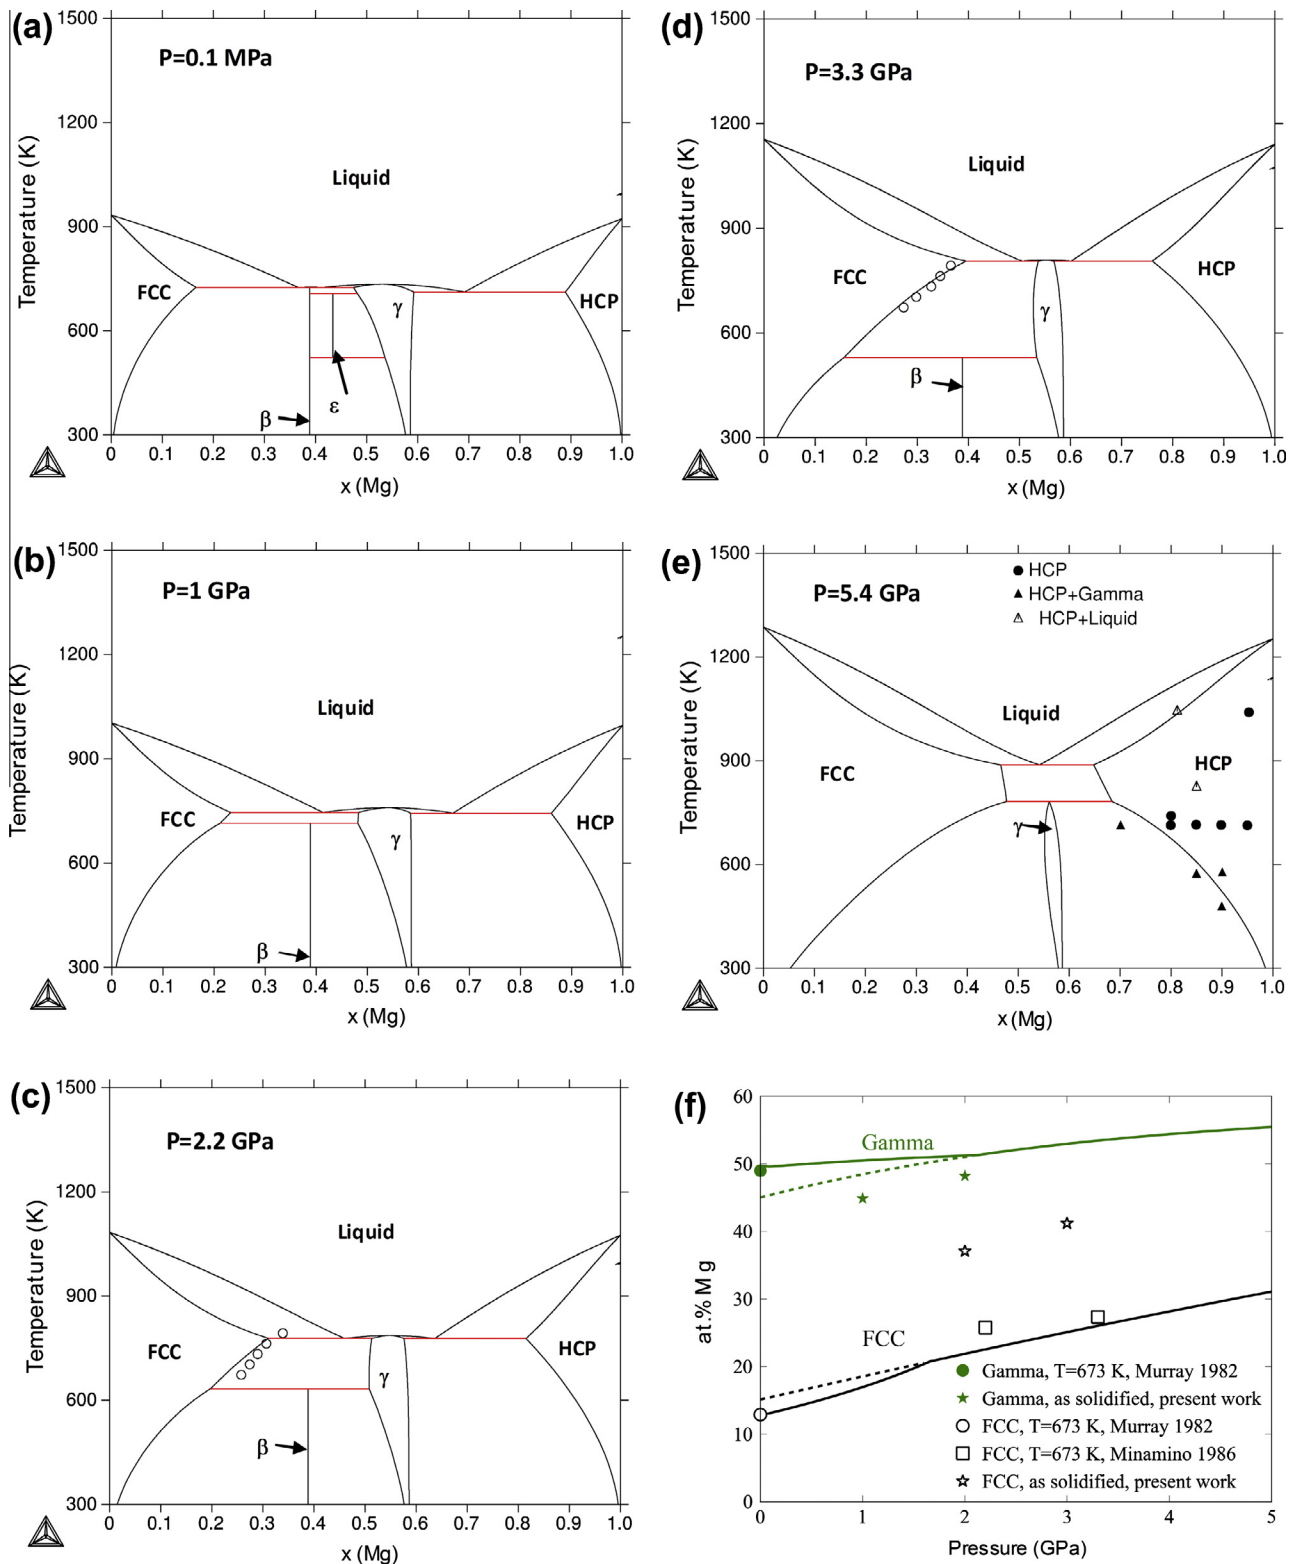 (a)
P=0.1 MPa
1500
1200
900
600
300
Temperature (K)
Liquid
FCC
HCP
γ
β
ε
0 0.1 0.2 0.3 0.4 0.5 0.6 0.7 0.8 0.9 1.0
x (Mg)
(b)
P=1 GPa
1500
1200
900
600
300
Temperature (K)
Liquid
FCC
HCP
γ
β
0 0.1 0.2 0.3 0.4 0.5 0.6 0.7 0.8 0.9 1.0
x (Mg)
(c)
P=2.2 GPa
1500
1200
900
600
300
Temperature (K)
Liquid
FCC
HCP
γ
β
0 0.1 0.2 0.3 0.4 0.5 0.6 0.7 0.8 0.9 1.0
x (Mg)
(d)
P=3.3 GPa
1500
1200
900
600
300
Temperature (K)
Liquid
FCC
HCP
γ
β
0 0.1 0.2 0.3 0.4 0.5 0.6 0.7 0.8 0.9 1.0
x (Mg)
(e)
P=5.4 GPa
HCP
HCP+Gamma
HCP+Liquid
1500
1200
900
600
300
Temperature (K)
Liquid
FCC
HCP
γ
0 0.1 0.2 0.3 0.4 0.5 0.6 0.7 0.8 0.9 1.0
x (Mg)
(f)
60
50
40
30
20
10
0
at.% Mg
Gamma
FCC
Gamma, T=673 K, Murray 1982
Gamma, as solidified, present work
FCC, T=673 K, Murray 1982
FCC, T=673 K, Minamino 1986
FCC, as solidified, present work
0 1 2 3 4 5
Pressure (GPa)